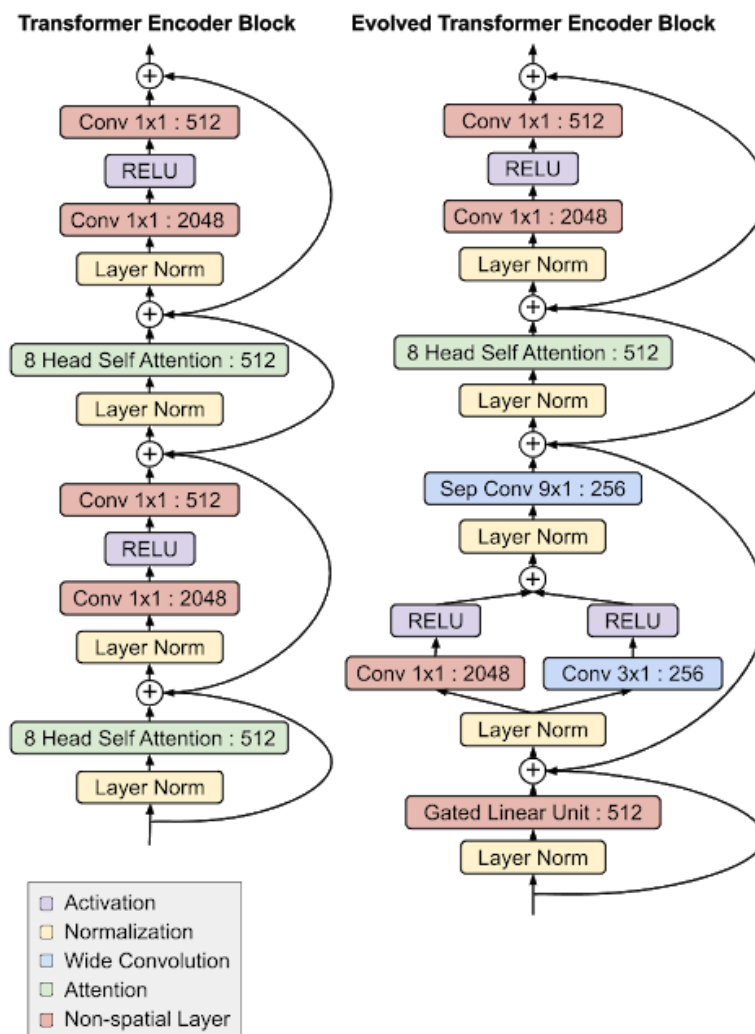 Transformer Encoder Block
+
Conv 1x1 : 512
RELU
Conv 1x1 : 2048
Layer Norm
+
8 Head Self Attention : 512
Layer Norm
+
Conv 1x1 : 512
RELU
Conv 1x1 : 2048
Layer Norm
+
8 Head Self Attention : 512
Layer Norm
Evolved Transformer Encoder Block
+
Conv 1x1 : 512
RELU
Conv 1x1 : 2048
Layer Norm
+
8 Head Self Attention : 512
Layer Norm
+
Sep Conv 9x1 : 256
Layer Norm
+
RELU
RELU
Conv 1x1 : 2048
Conv 3x1 : 256
Layer Norm
+
Gated Linear Unit : 512
Layer Norm
Activation
Normalization
Wide Convolution
Attention
Non-spatial Layer